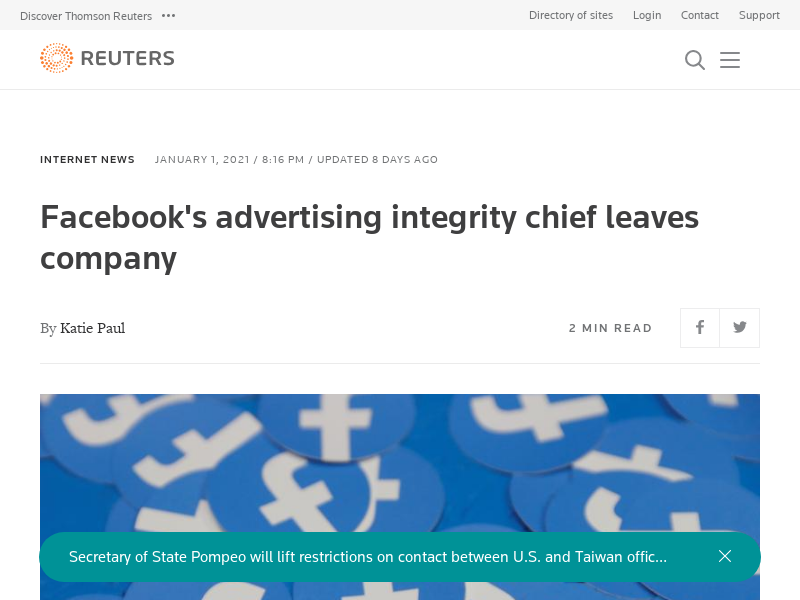 Discover Thomson Reuters
Directory of sites Login Contact Support
REUTERS
INTERNET NEWS JANUARY 1, 2021 / 8:16 PM / UPDATED 8 DAYS AGO
Facebook's advertising integrity chief leaves
company
By Katie Paul
2 MIN READ
Secretary of State Pompeo will lift restrictions on contact between U.S. and Taiwan offic...